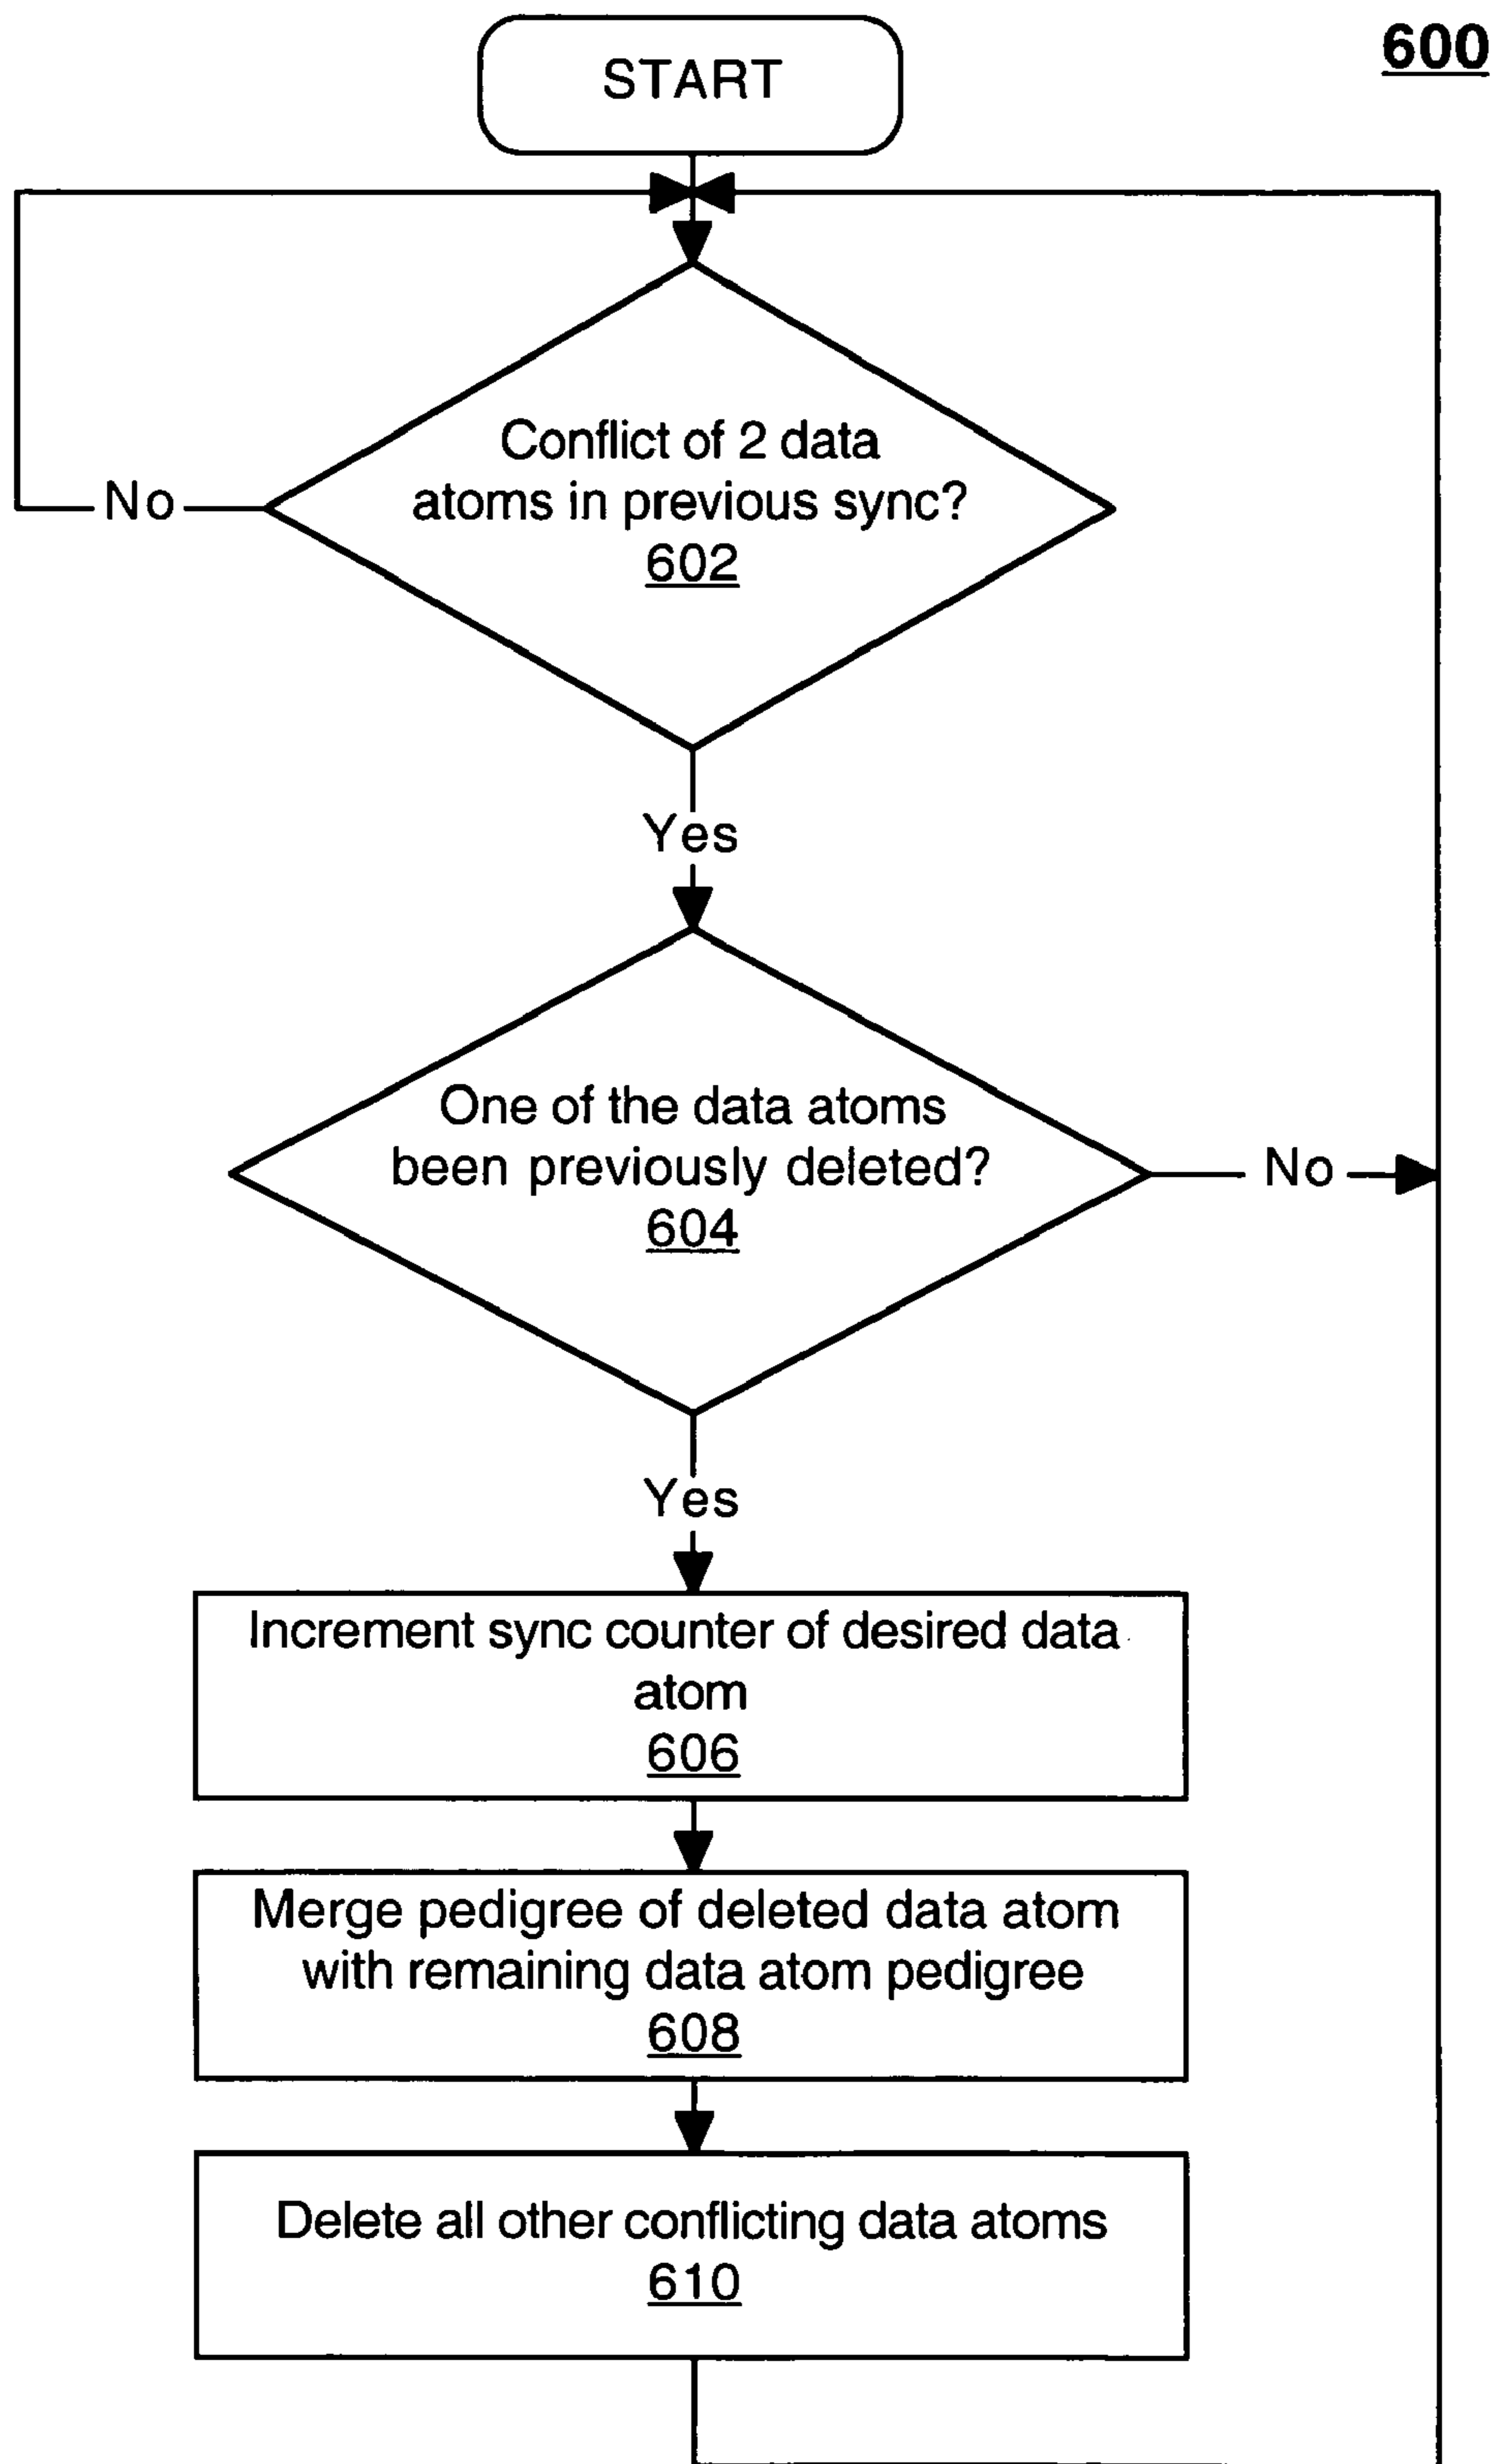 600
START
Conflict of 2 data
atoms in previous sync?
602
No
Yes
One of the data atoms
been previously deleted?
604
No
Yes
Increment sync counter of desired data
atom
606
Merge pedigree of deleted data atom
with remaining data atom pedigree
608
Delete all other conflicting data atoms
610